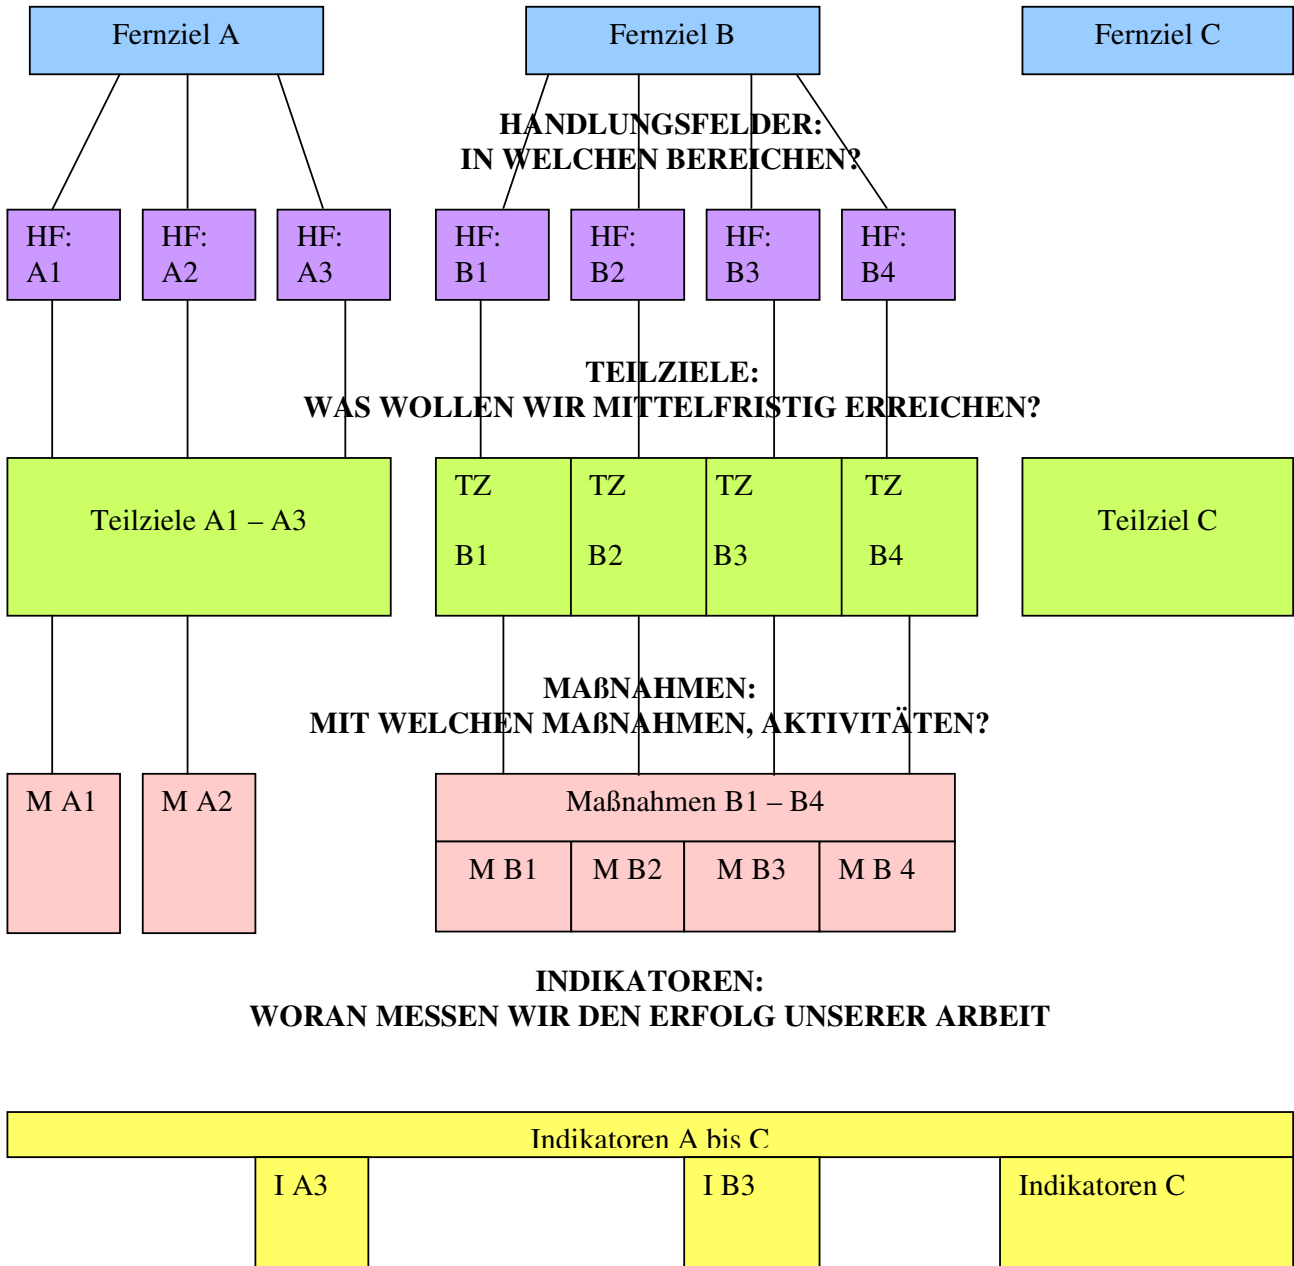 Fernziel A
Fernziel B
Fernziel C
HANDLUNGSFELDER:
IN WELCHEN BEREICHEN?
HF:
A1
HF:
A2
HF:
A3
HF:
B1
HF:
B2
HF:
B3
HF:
B4
TEILZIELE:
WAS WOLLEN WIR MITTELFRISTIG ERREICHEN?
Teilziele A1 – A3
TZ
B1
TZ
B2
TZ
B3
TZ
B4
Teilziel C
MAßNAHMEN:
MIT WELCHEN MAßNAHMEN, AKTIVITÄTEN?
M A1
M A2
Maßnahmen B1 – B4
M B1
M B2
M B3
M B 4
INDIKATOREN:
WORAN MESSEN WIR DEN ERFOLG UNSERER ARBEIT
Indikatoren A bis C
I A3
I B3
Indikatoren C